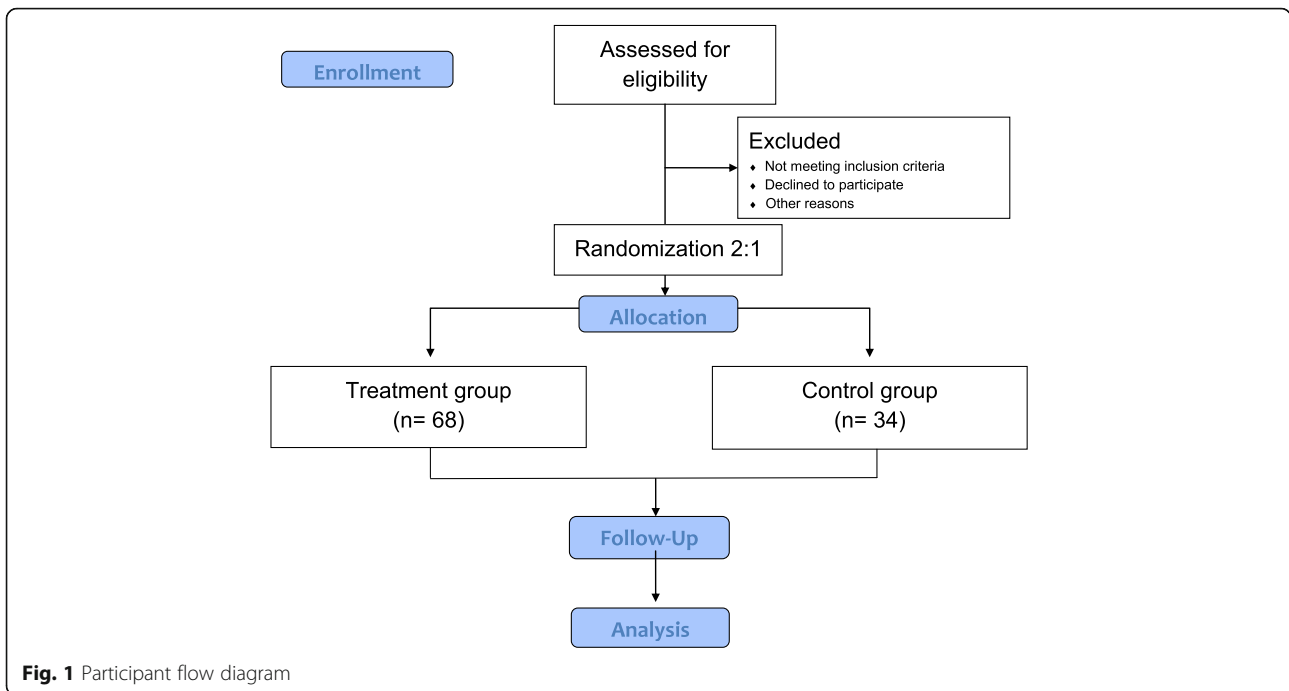 Assessed for
eligibility
Enrollment
Excluded
♦ Not meeting inclusion criteria
♦ Declined to participate
♦ Other reasons
Randomization 2:1
Allocation
Treatment group
(n= 68)
Control group
(n= 34)
Follow-Up
Analysis
Fig. 1 Participant flow diagram